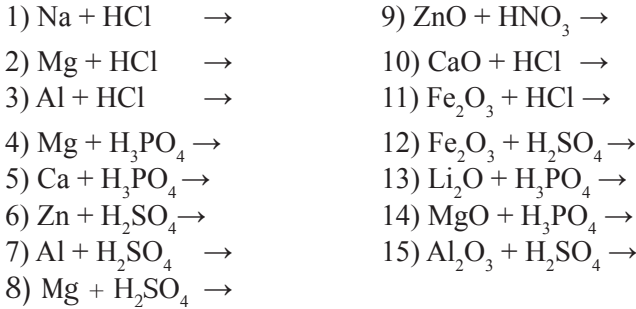 1) Na + HCl →
2) Mg + HCl →
3) Al + HCl →
4) Mg + H₃PO₄ →
5) Ca + H₃PO₄ →
6) Zn + H₂SO₄ →
7) Al + H₂SO₄ →
8) Mg + H₂SO₄ →
9) ZnO + HNO₃ →
10) CaO + HCl →
11) Fe₂O₃ + HCl →
12) Fe₂O₃ + H₂SO₄ →
13) Li₂O + H₃PO₄ →
14) MgO + H₃PO₄ →
15) Al₂O₃ + H₂SO₄ →